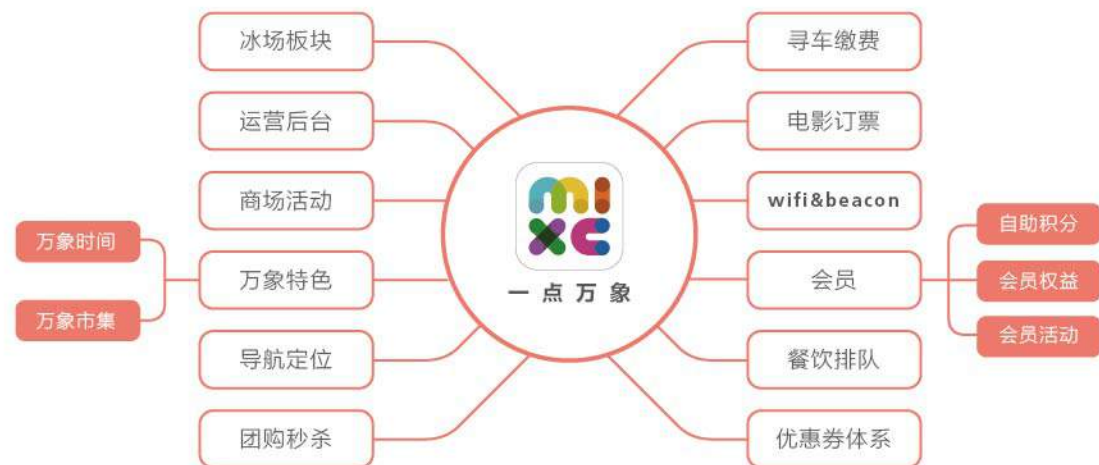 冰场板块
运营后台
商场活动
万象特色
导航定位
团购秒杀
万象时间
万象市集
mixc
一点万象
寻车缴费
电影订票
wifi&beacon
会员
餐饮排队
优惠券体系
自助积分
会员权益
会员活动